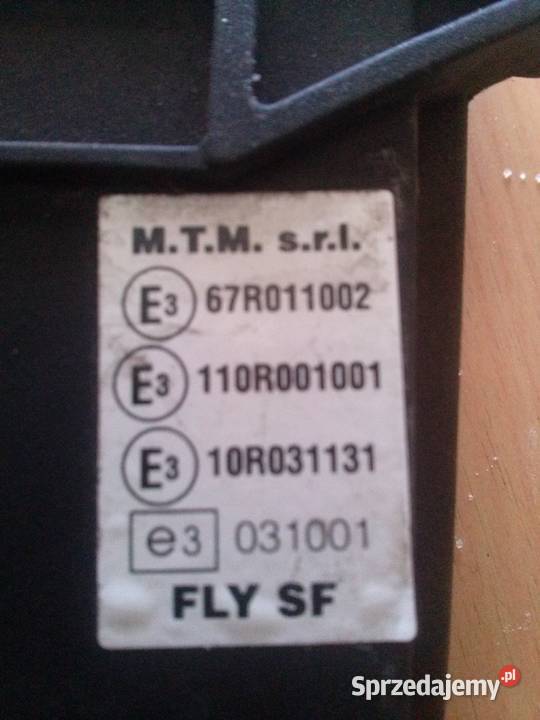 M.T.M. s.r.l.
E3 67R011002
E3 110R001001
E3 10R031131
e3 031001
FLY SF
Sprzedajemy.pl